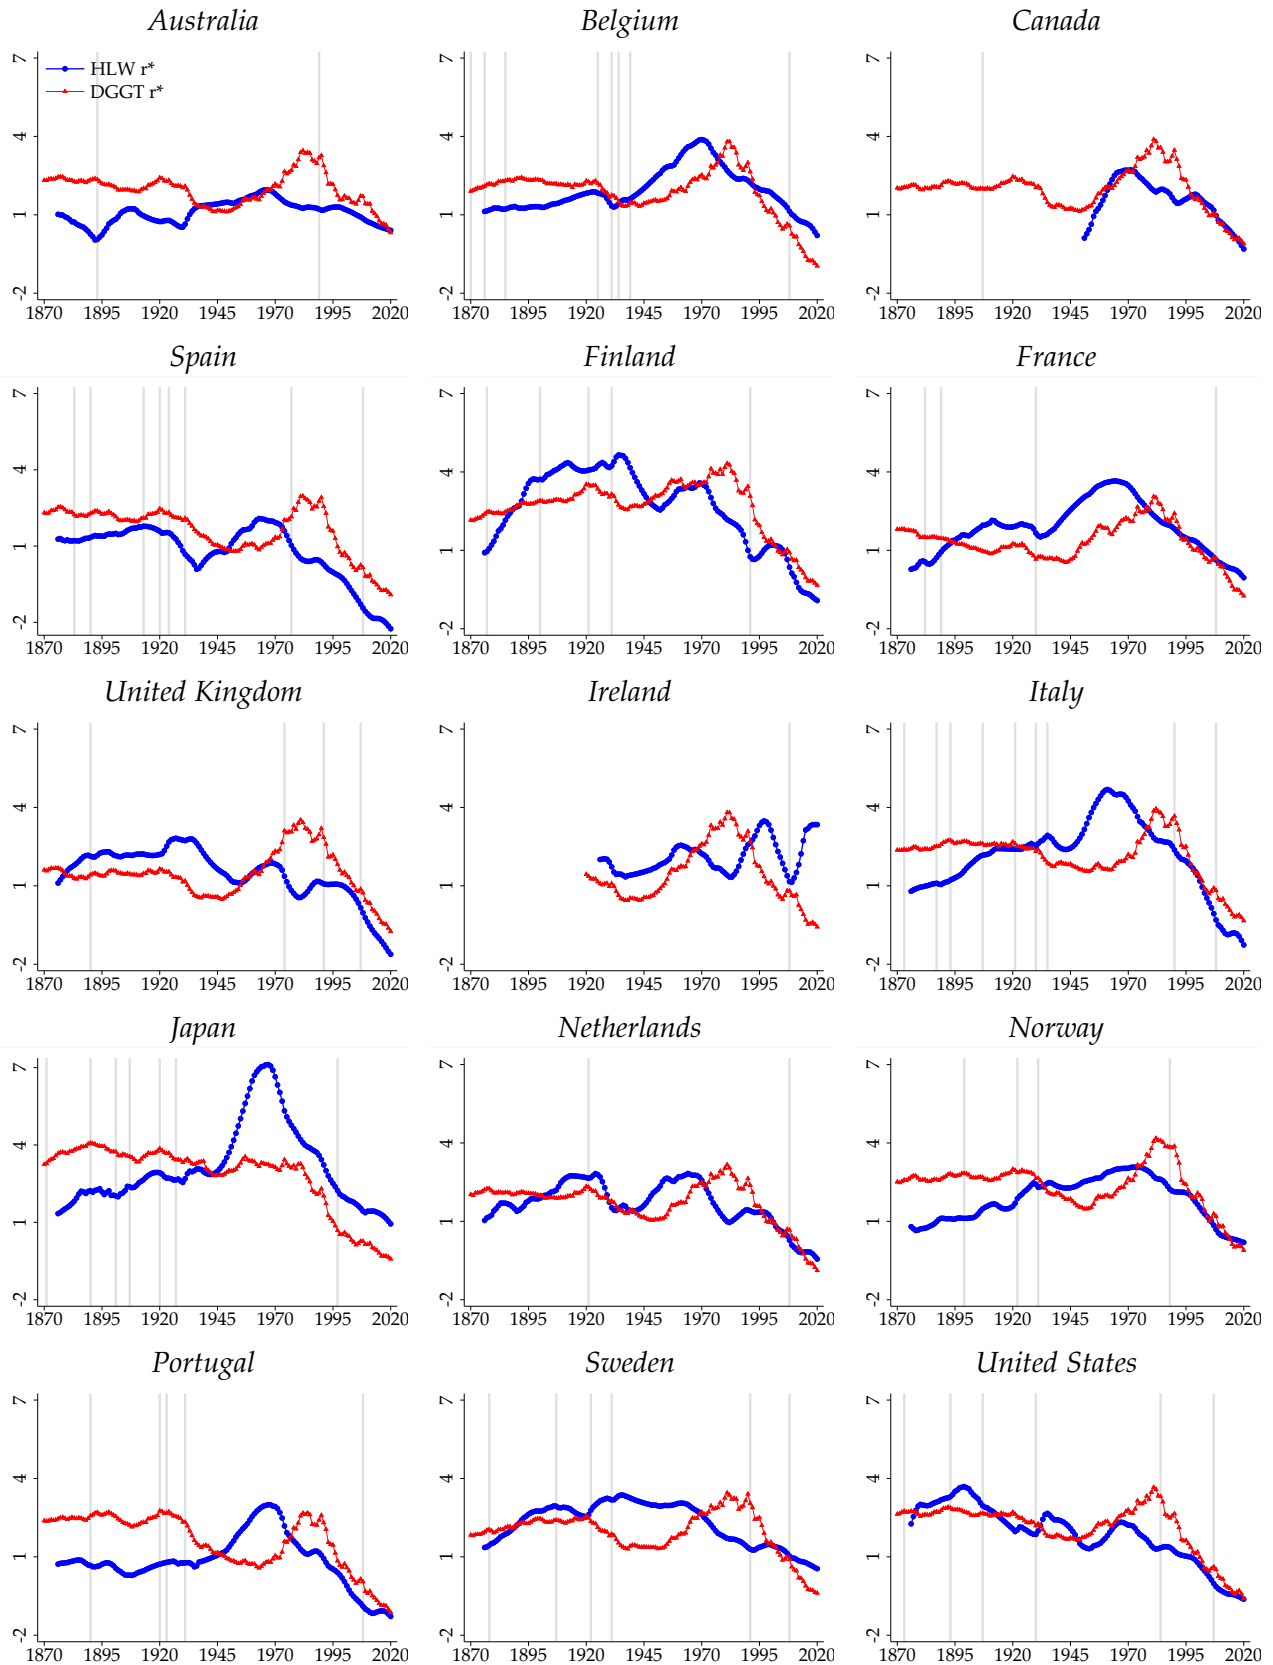 Australia Belgium Canada
7 7 7
HLW r*
DGGT r*
4 4 4
1 1 1
-2 -2 -2
1870 1895 1920 1945 1970 1995 2020 1870 1895 1920 1945 1970 1995 2020 1870 1895 1920 1945 1970 1995 2020
Spain Finland France
7 7 7
4 4 4
1 1 1
-2 -2 -2
1870 1895 1920 1945 1970 1995 2020 1870 1895 1920 1945 1970 1995 2020 1870 1895 1920 1945 1970 1995 2020
United Kingdom Ireland Italy
7 7 7
4 4 4
1 1 1
-2 -2 -2
1870 1895 1920 1945 1970 1995 2020 1870 1895 1920 1945 1970 1995 2020 1870 1895 1920 1945 1970 1995 2020
Japan Netherlands Norway
7 7 7
4 4 4
1 1 1
-2 -2 -2
1870 1895 1920 1945 1970 1995 2020 1870 1895 1920 1945 1970 1995 2020 1870 1895 1920 1945 1970 1995 2020
Portugal Sweden United States
7 7 7
4 4 4
1 1 1
-2 -2 -2
1870 1895 1920 1945 1970 1995 2020 1870 1895 1920 1945 1970 1995 2020 1870 1895 1920 1945 1970 1995 2020